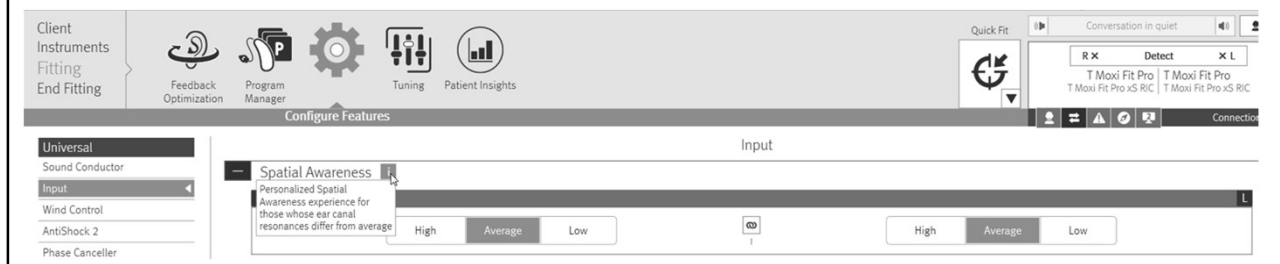 Client
Instruments
Fitting
End Fitting
Feedback
Optimization
P
Program
Manager
Tuning
Patient Insights
Configure Features
Quick Fit
Conversation in quiet
R X Detect X L
T Moxi Fit Pro | T Moxi Fit Pro
T Moxi Fit Pro xS RIC | T Moxi Fit Pro xS RIC
2
Connection
Universal
Sound Conductor
Input
Wind Control
AntiShock 2
Phase Canceller
Input
Spatial Awareness i
Personalized Spatial
Awareness experience for
those whose ear canal
resonances differ from average
L
High Average Low
High Average Low